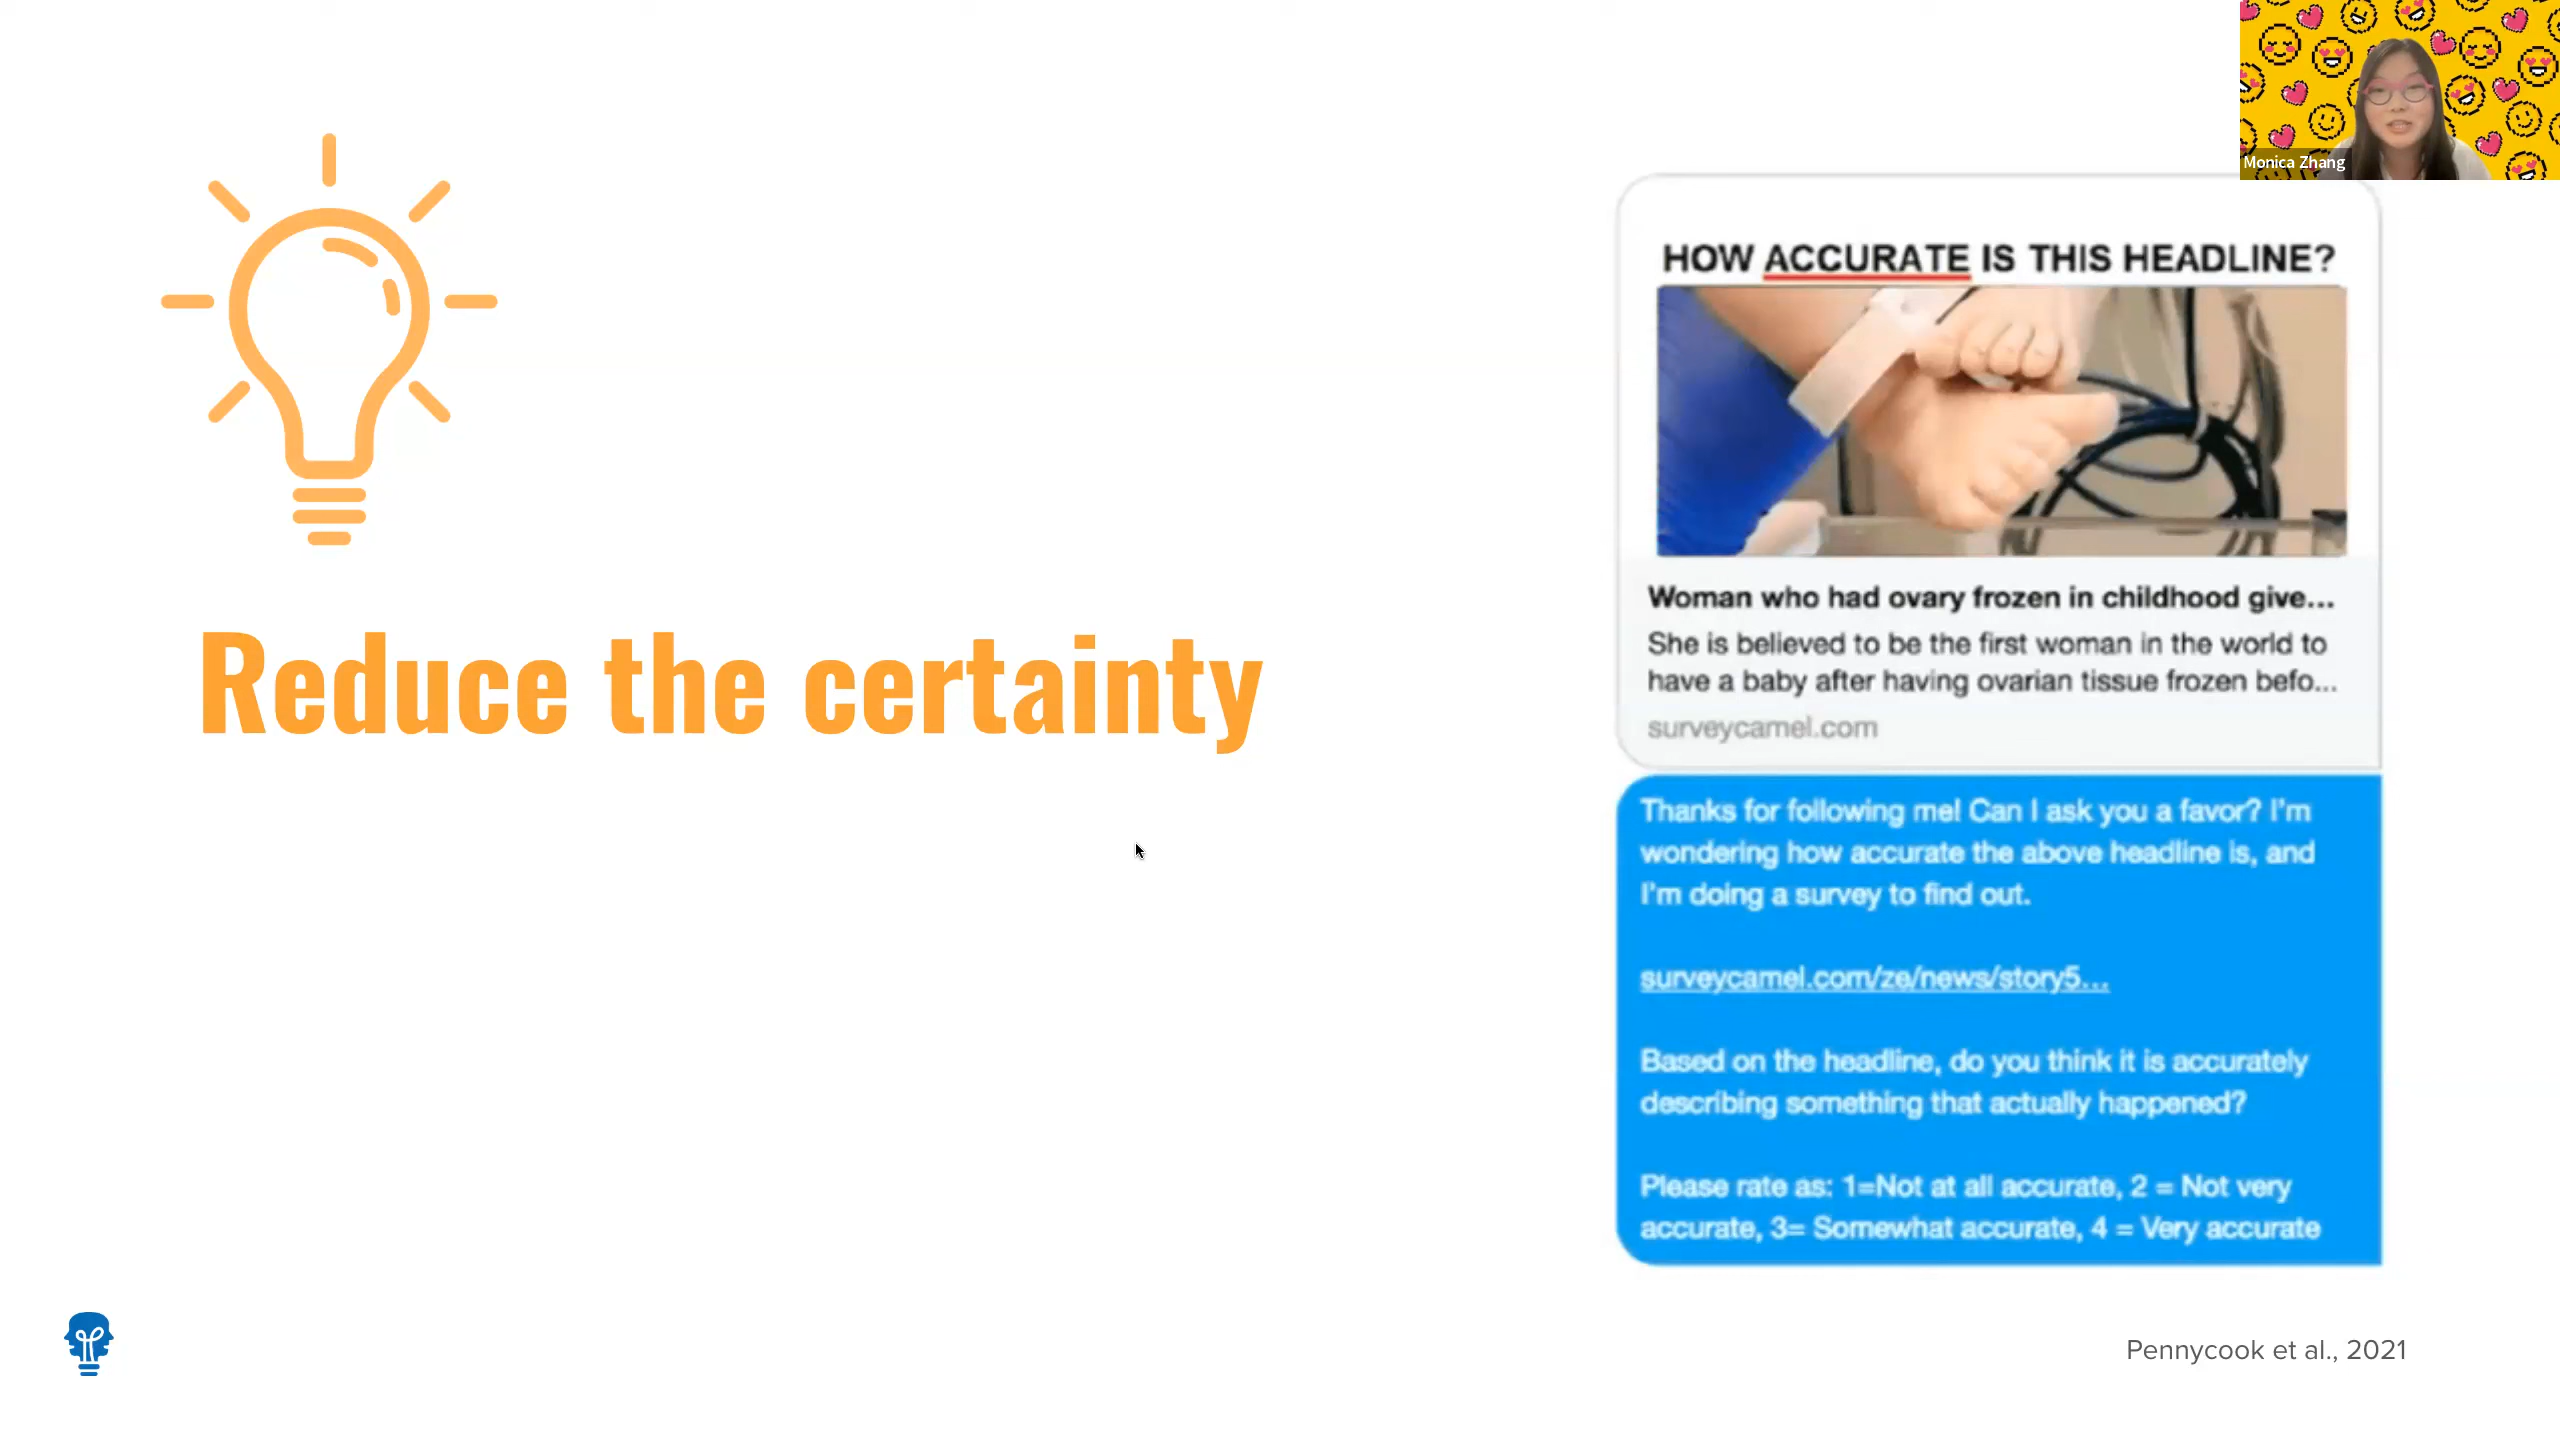 Monica Zhang
HOW ACCURATE IS THIS HEADLINE?
Woman who had ovary frozen in childhood give...
She is believed to be the first woman in the world to
have a baby after having ovarian tissue frozen befo...
surveycamel.com
Reduce the certainty
Thanks for following me! Can I ask you a favor? I'm
wondering how accurate the above headline is, and
I'm doing a survey to find out.
surveycamel.com/ze/news/story5...
Based on the headline, do you think it is accurately
describing something that actually happened?
Please rate as: 1=Not at all accurate, 2 = Not very
accurate, 3= Somewhat accurate, 4 = Very accurate
Pennycook et al., 2021